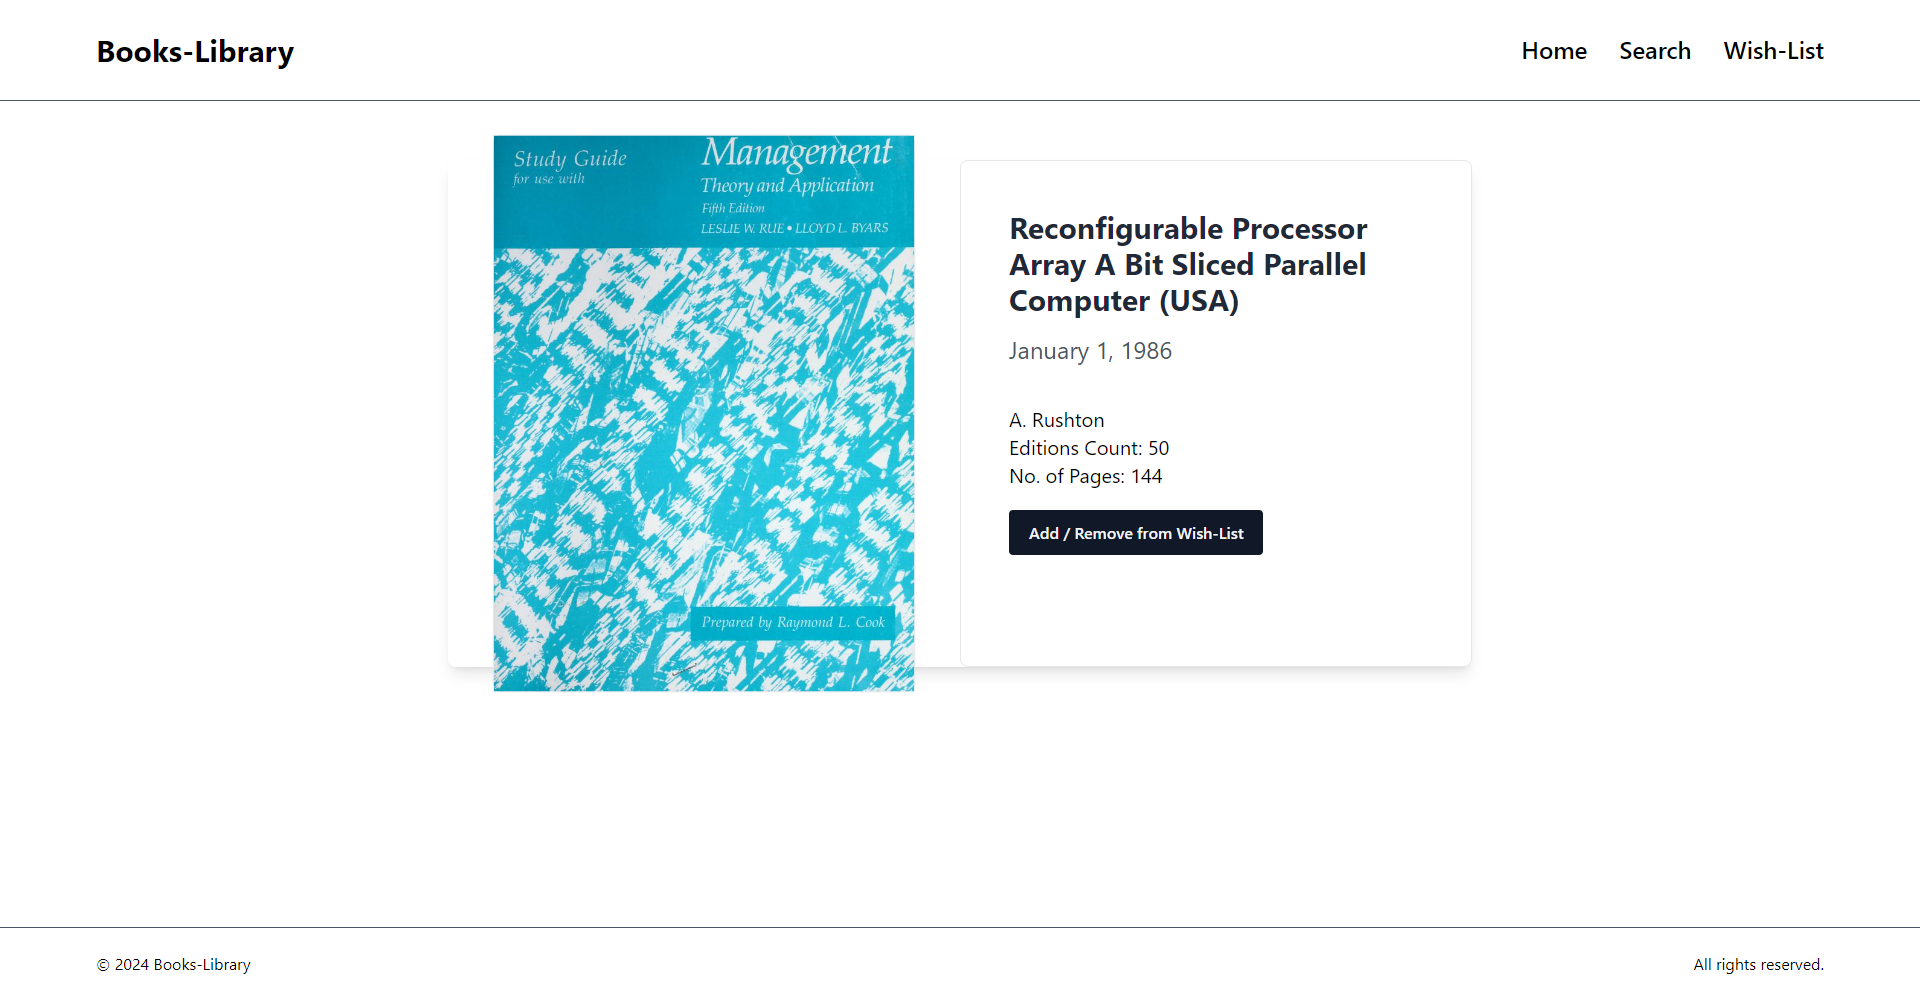 Books-Library
Home
Search
Wish-List
Study Guide
for use with
Management
Theory and Application
Fifth Edition
LESLIE W. RUE • LLOYD L. BYARS
Prepared by Raymond L. Cook
Reconfigurable Processor
Array A Bit Sliced Parallel
Computer (USA)
January 1, 1986
A. Rushton
Editions Count: 50
No. of Pages: 144
Add / Remove from Wish-List
© 2024 Books-Library
All rights reserved.